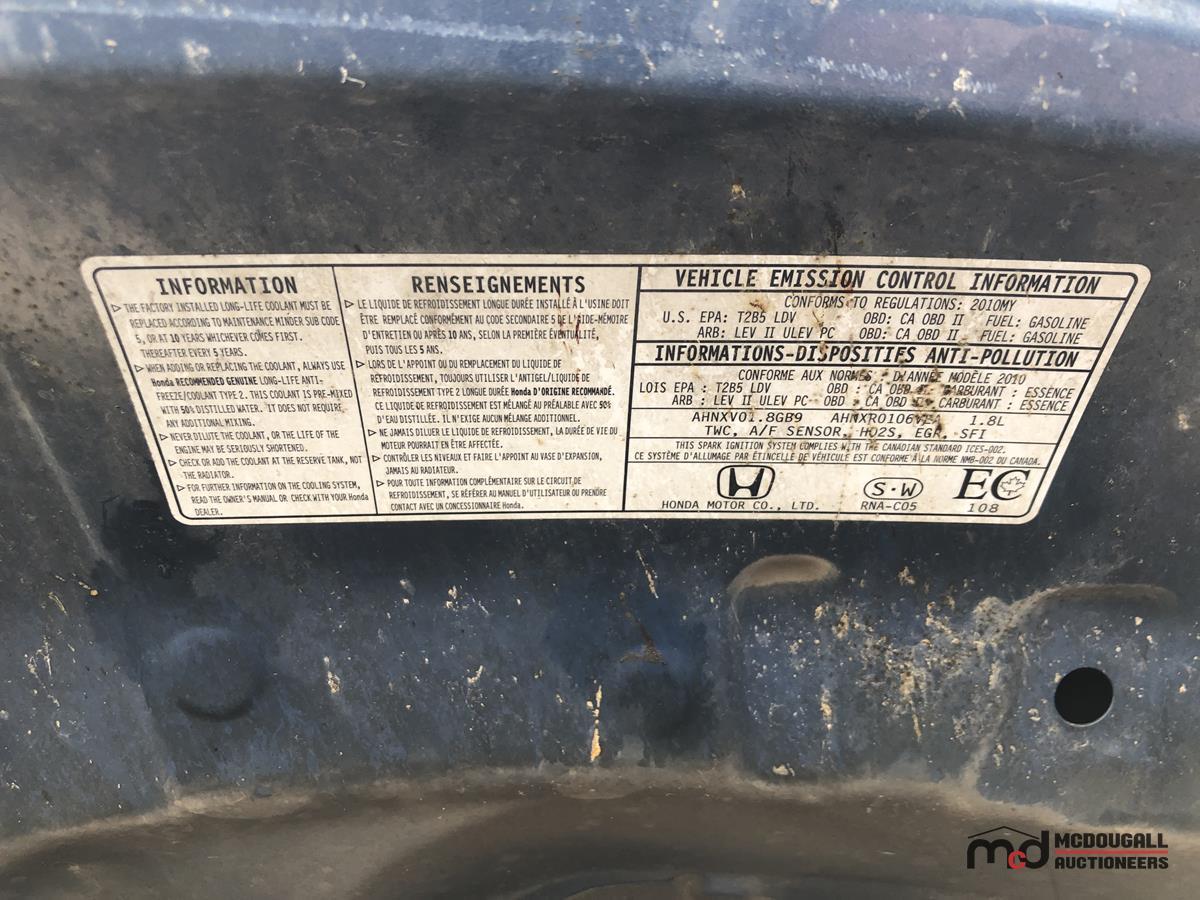 INFORMATION
▷ THE FACTORY INSTALLED LONG-LIFE COOLANT MUST BE
REPLACED ACCORDING TO MAINTENANCE MINDER SUB CODE
5, OR AT 10 YEARS WHICHEVER COMES FIRST.
THEREAFTER EVERY 5 YEARS.
▷ WHEN ADDING OR REPLACING THE COOLANT, ALWAYS USE
Honda RECOMMENDED GENUINE LONG-LIFE ANTI-
FREEZE/COOLANT TYPE 2. THIS COOLANT IS PRE-MIXED
WITH 50% DISTILLED WATER. IT DOES NOT REQUIRE
ANY ADDITIONAL MIXING.
▷ NEVER DILUTE THE COOLANT, OR THE LIFE OF THE
ENGINE MAY BE SERIOUSLY SHORTENED.
▷ CHECK OR ADD THE COOLANT AT THE RESERVE TANK, NOT
THE RADIATOR.
▷ FOR FURTHER INFORMATION ON THE COOLING SYSTEM,
READ THE OWNER'S MANUAL OR CHECK WITH YOUR Honda
DEALER.
RENSEIGNEMENTS
▷ LE LIQUIDE DE REFROIDISSEMENT LONGUE DURÉE INSTALLÉ À L'USINE DOIT
ÊTRE REMPLACÉ CONFORMÉMENT AU CODE SECONDAIRE 5 DE L'AIDE-MÉMOIRE
D'ENTRETIEN OU APRÈS 10 ANS, SELON LA PREMIÈRE ÉVENTUALITÉ,
PUIS TOUS LES 5 ANS.
▷ LORS DE L'APPOINT OU DU REMPLACEMENT DU LIQUIDE DE
REFROIDISSEMENT, TOUJOURS UTILISER L'ANTIGEL/LIQUIDE DE
REFROIDISSEMENT TYPE 2 LONGUE DURÉE Honda D'ORIGINE RECOMMANDÉ.
CE LIQUIDE DE REFROIDISSEMENT EST MÉLANGÉ AU PRÉALABLE AVEC 50%
D'EAU DISTILLÉE. IL N'EXIGE AUCUN MÉLANGE ADDITIONNEL.
▷ NE JAMAIS DILUER LE LIQUIDE DE REFROIDISSEMENT, LA DURÉE DE VIE DU
MOTEUR POURRAIT EN ÊTRE AFFECTÉE.
▷ CONTRÔLER LES NIVEAUX ET FAIRE L'APPOINT AU VASE D'EXPANSION,
JAMAIS AU RADIATEUR.
▷ POUR TOUTE INFORMATION COMPLÉMENTAIRE SUR LE CIRCUIT DE
REFROIDISSEMENT, SE RÉFÉRER AU MANUEL D'UTILISATEUR OU PRENDRE
CONTACT AVEC UN CONCESSIONNAIRE Honda.
VEHICLE EMISSION CONTROL INFORMATION
CONFORMS TO REGULATIONS: 2010MY
U.S. EPA: T2B5 LDV OBD: CA OBD II FUEL: GASOLINE
ARB: LEV II ULEV PC OBD: CA OBD II FUEL: GASOLINE
INFORMATIONS-DISPOSITIFS ANTI-POLLUTION
CONFORME AUX NORMES : D'ANNÉE MODÈLE 2010
LOIS EPA : T2B5 LDV OBD : CA OBD II CARBURANT : ESSENCE
ARB : LEV II ULEV PC OBD : CA OBD II CARBURANT : ESSENCE
AHNXV01.8GB9 1.8L
TWC, A/F SENSOR, HO2S, EGR, SFI
THIS SPARK IGNITION SYSTEM COMPLIES WITH THE CANADIAN STANDARD ICES-002.
CE SYSTÈME D'ALLUMAGE PAR ÉTINCELLE DE VÉHICULE EST CONFORME À LA NORME NMB-002 DU CANADA.
HONDA MOTOR CO., LTD.
S·W
RNA-C05
EC
108
mcd MCDOUGALL
AUCTIONEERS